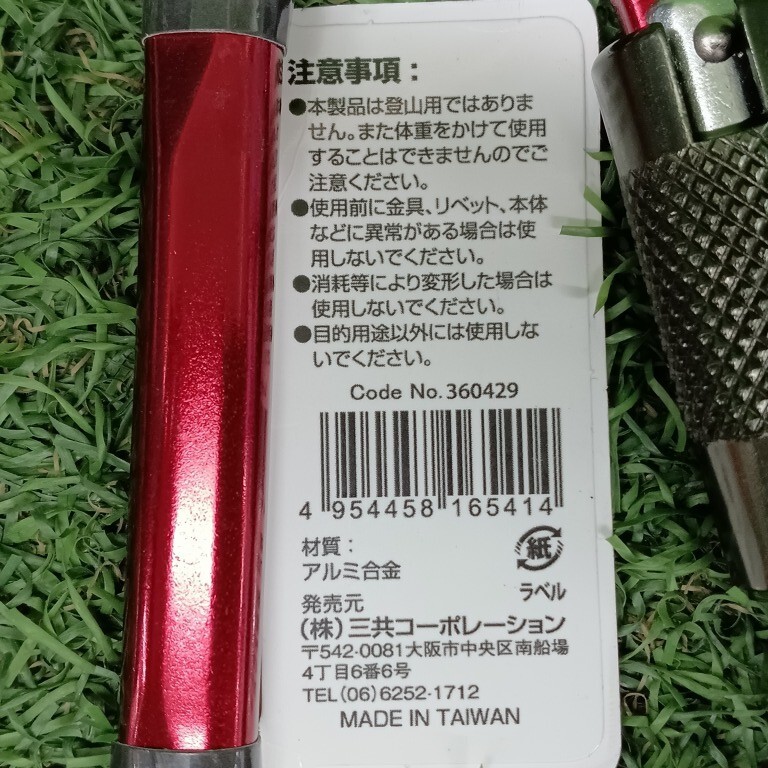 注意事項：
●本製品は登山用ではありま
せん。また体重をかけて使用
することはできませんのでご
注意ください。
●使用前に金具、リベット、本体
などに異常がある場合は使
用しないでください。
●消耗等により変形した場合は
使用しないでください。
●目的用途以外には使用しな
いでください。
Code No. 360429
4 954458 165414
材質：
アルミ合金
紙
ラベル
発売元
(株)三共コーポレーション
〒542-0081大阪市中央区南船場
4丁目6番6号
TEL(06)6252-1712
MADE IN TAIWAN